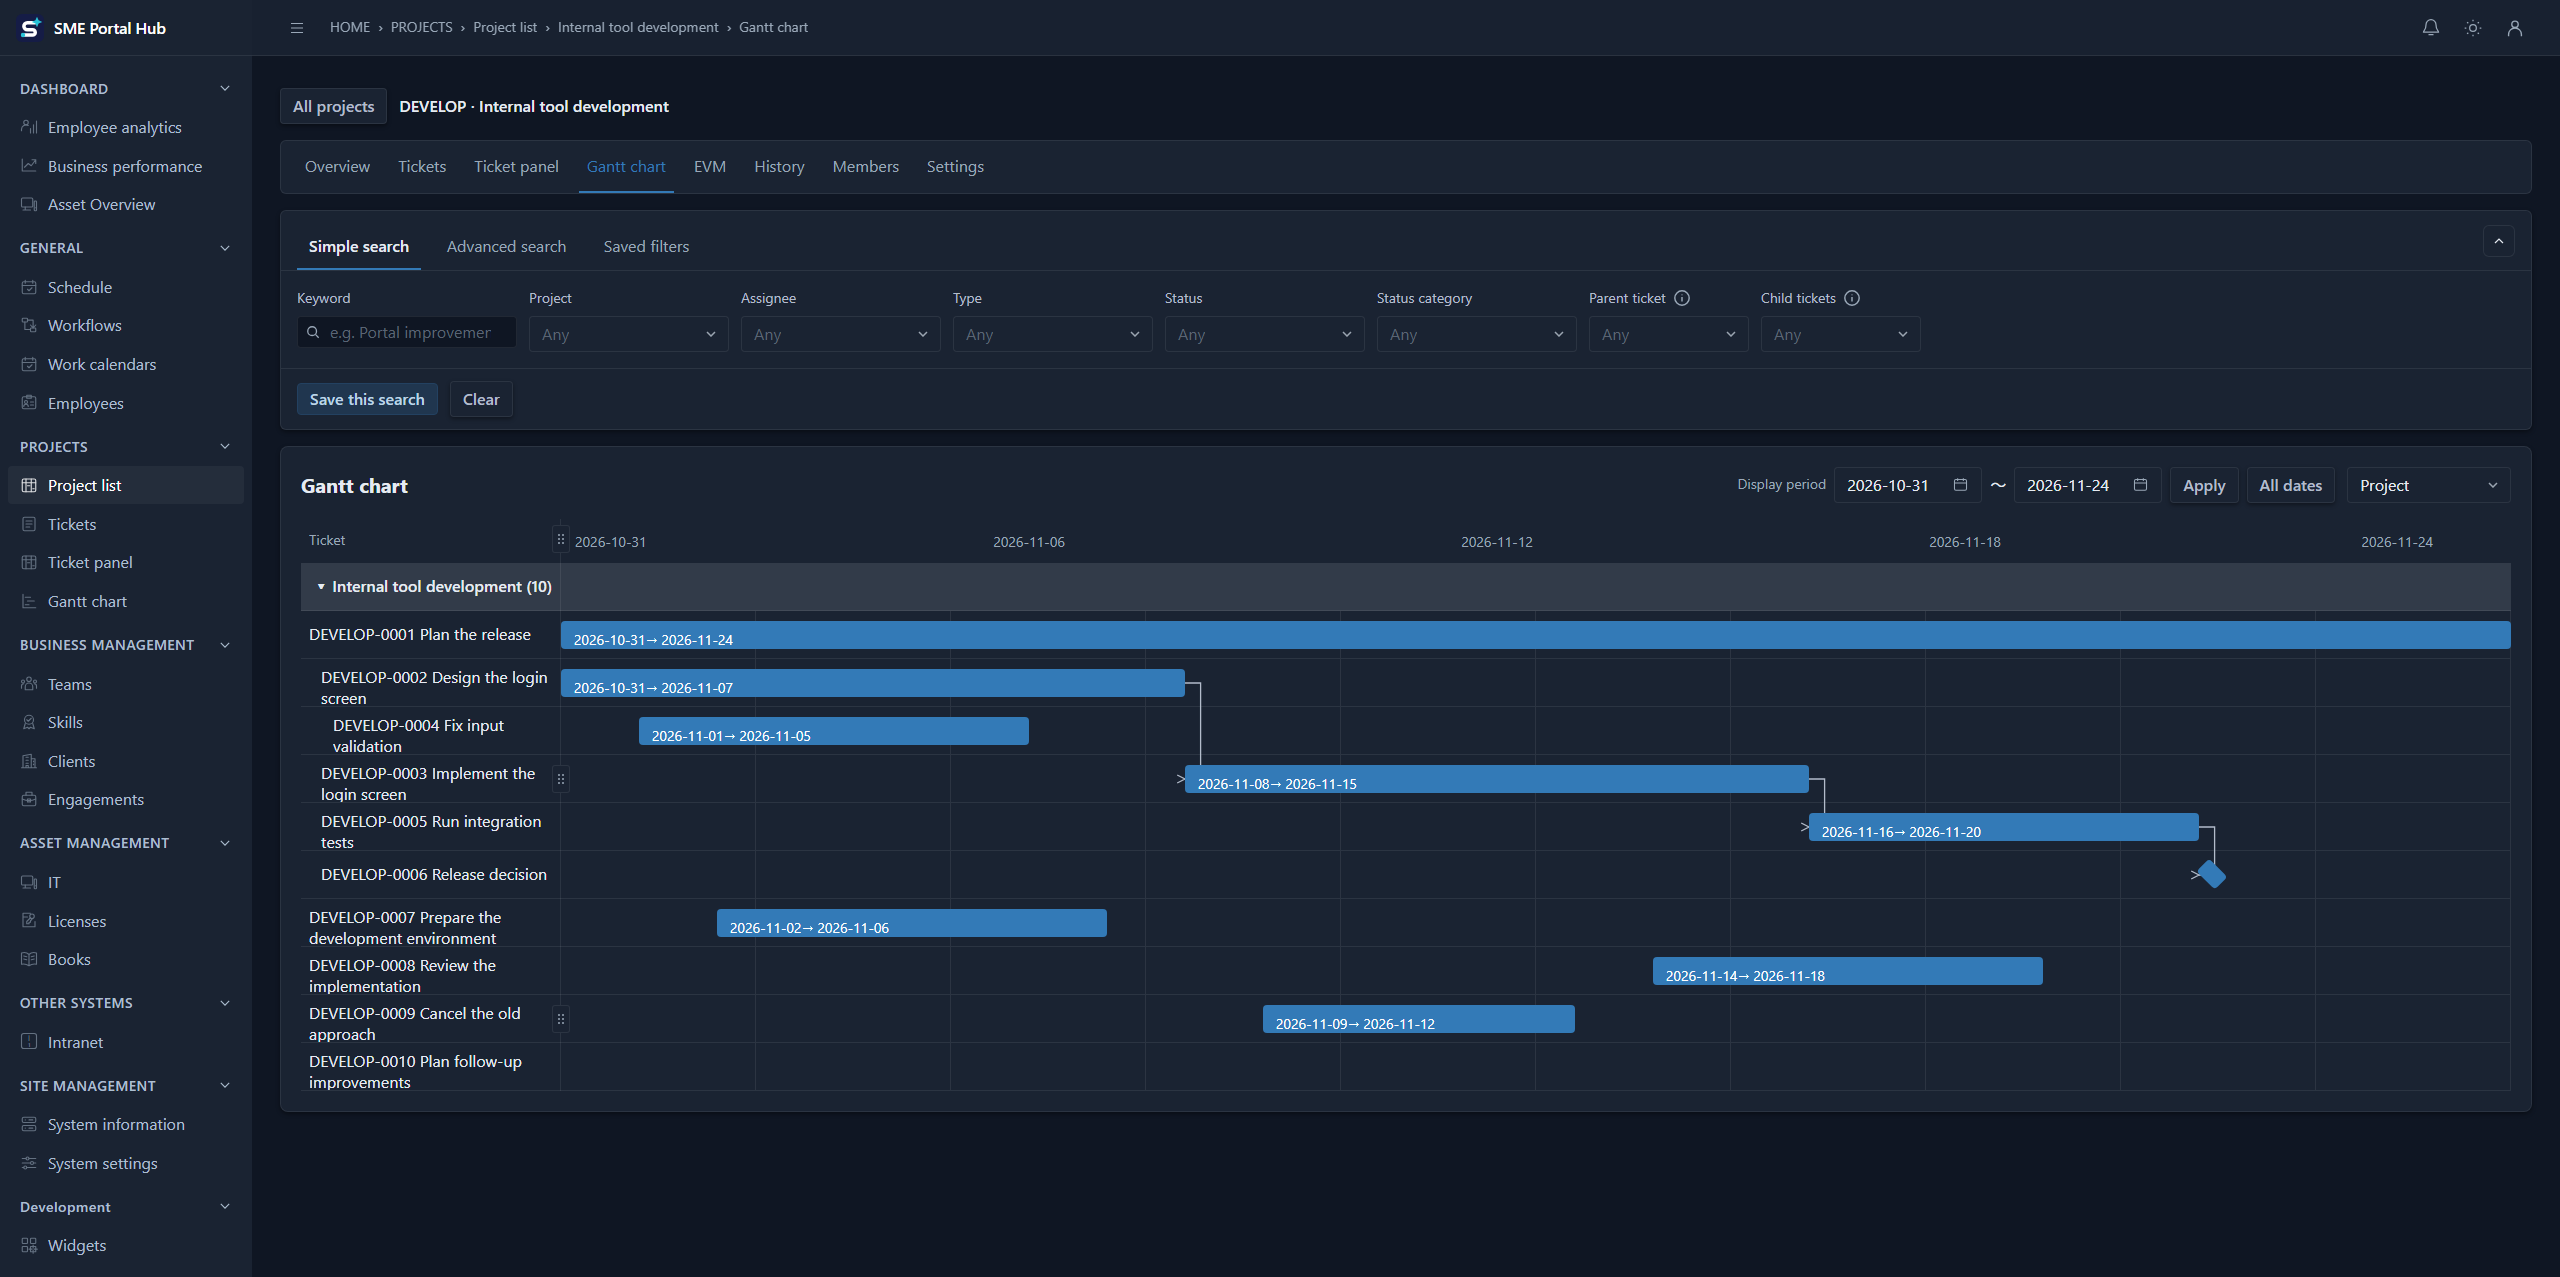 SME Portal Hub
HOME › PROJECTS › Project list › Internal tool development › Gantt chart
DASHBOARD
Employee analytics
Business performance
Asset Overview
GENERAL
Schedule
Workflows
Work calendars
Employees
PROJECTS
Project list
Tickets
Ticket panel
Gantt chart
BUSINESS MANAGEMENT
Teams
Skills
Clients
Engagements
ASSET MANAGEMENT
IT
Licenses
Books
OTHER SYSTEMS
Intranet
SITE MANAGEMENT
System information
System settings
Development
Widgets
All projects DEVELOP · Internal tool development
Overview Tickets Ticket panel Gantt chart EVM History Members Settings
Simple search Advanced search Saved filters
Keyword Project Assignee Type Status Status category Parent ticket Child tickets
e.g. Portal improvemer Any Any Any Any Any Any Any
Save this search Clear
Gantt chart
Display period 2026-10-31 ～ 2026-11-24 Apply All dates Project
Ticket 2026-10-31 2026-11-06 2026-11-12 2026-11-18 2026-11-24
Internal tool development (10)
DEVELOP-0001 Plan the release
2026-10-31→ 2026-11-24
DEVELOP-0002 Design the login
screen
2026-10-31→ 2026-11-07
DEVELOP-0004 Fix input
validation
2026-11-01→ 2026-11-05
DEVELOP-0003 Implement the
login screen
2026-11-08→ 2026-11-15
DEVELOP-0005 Run integration
tests
2026-11-16→ 2026-11-20
DEVELOP-0006 Release decision
DEVELOP-0007 Prepare the
development environment
2026-11-02→ 2026-11-06
DEVELOP-0008 Review the
implementation
2026-11-14→ 2026-11-18
DEVELOP-0009 Cancel the old
approach
2026-11-09→ 2026-11-12
DEVELOP-0010 Plan follow-up
improvements